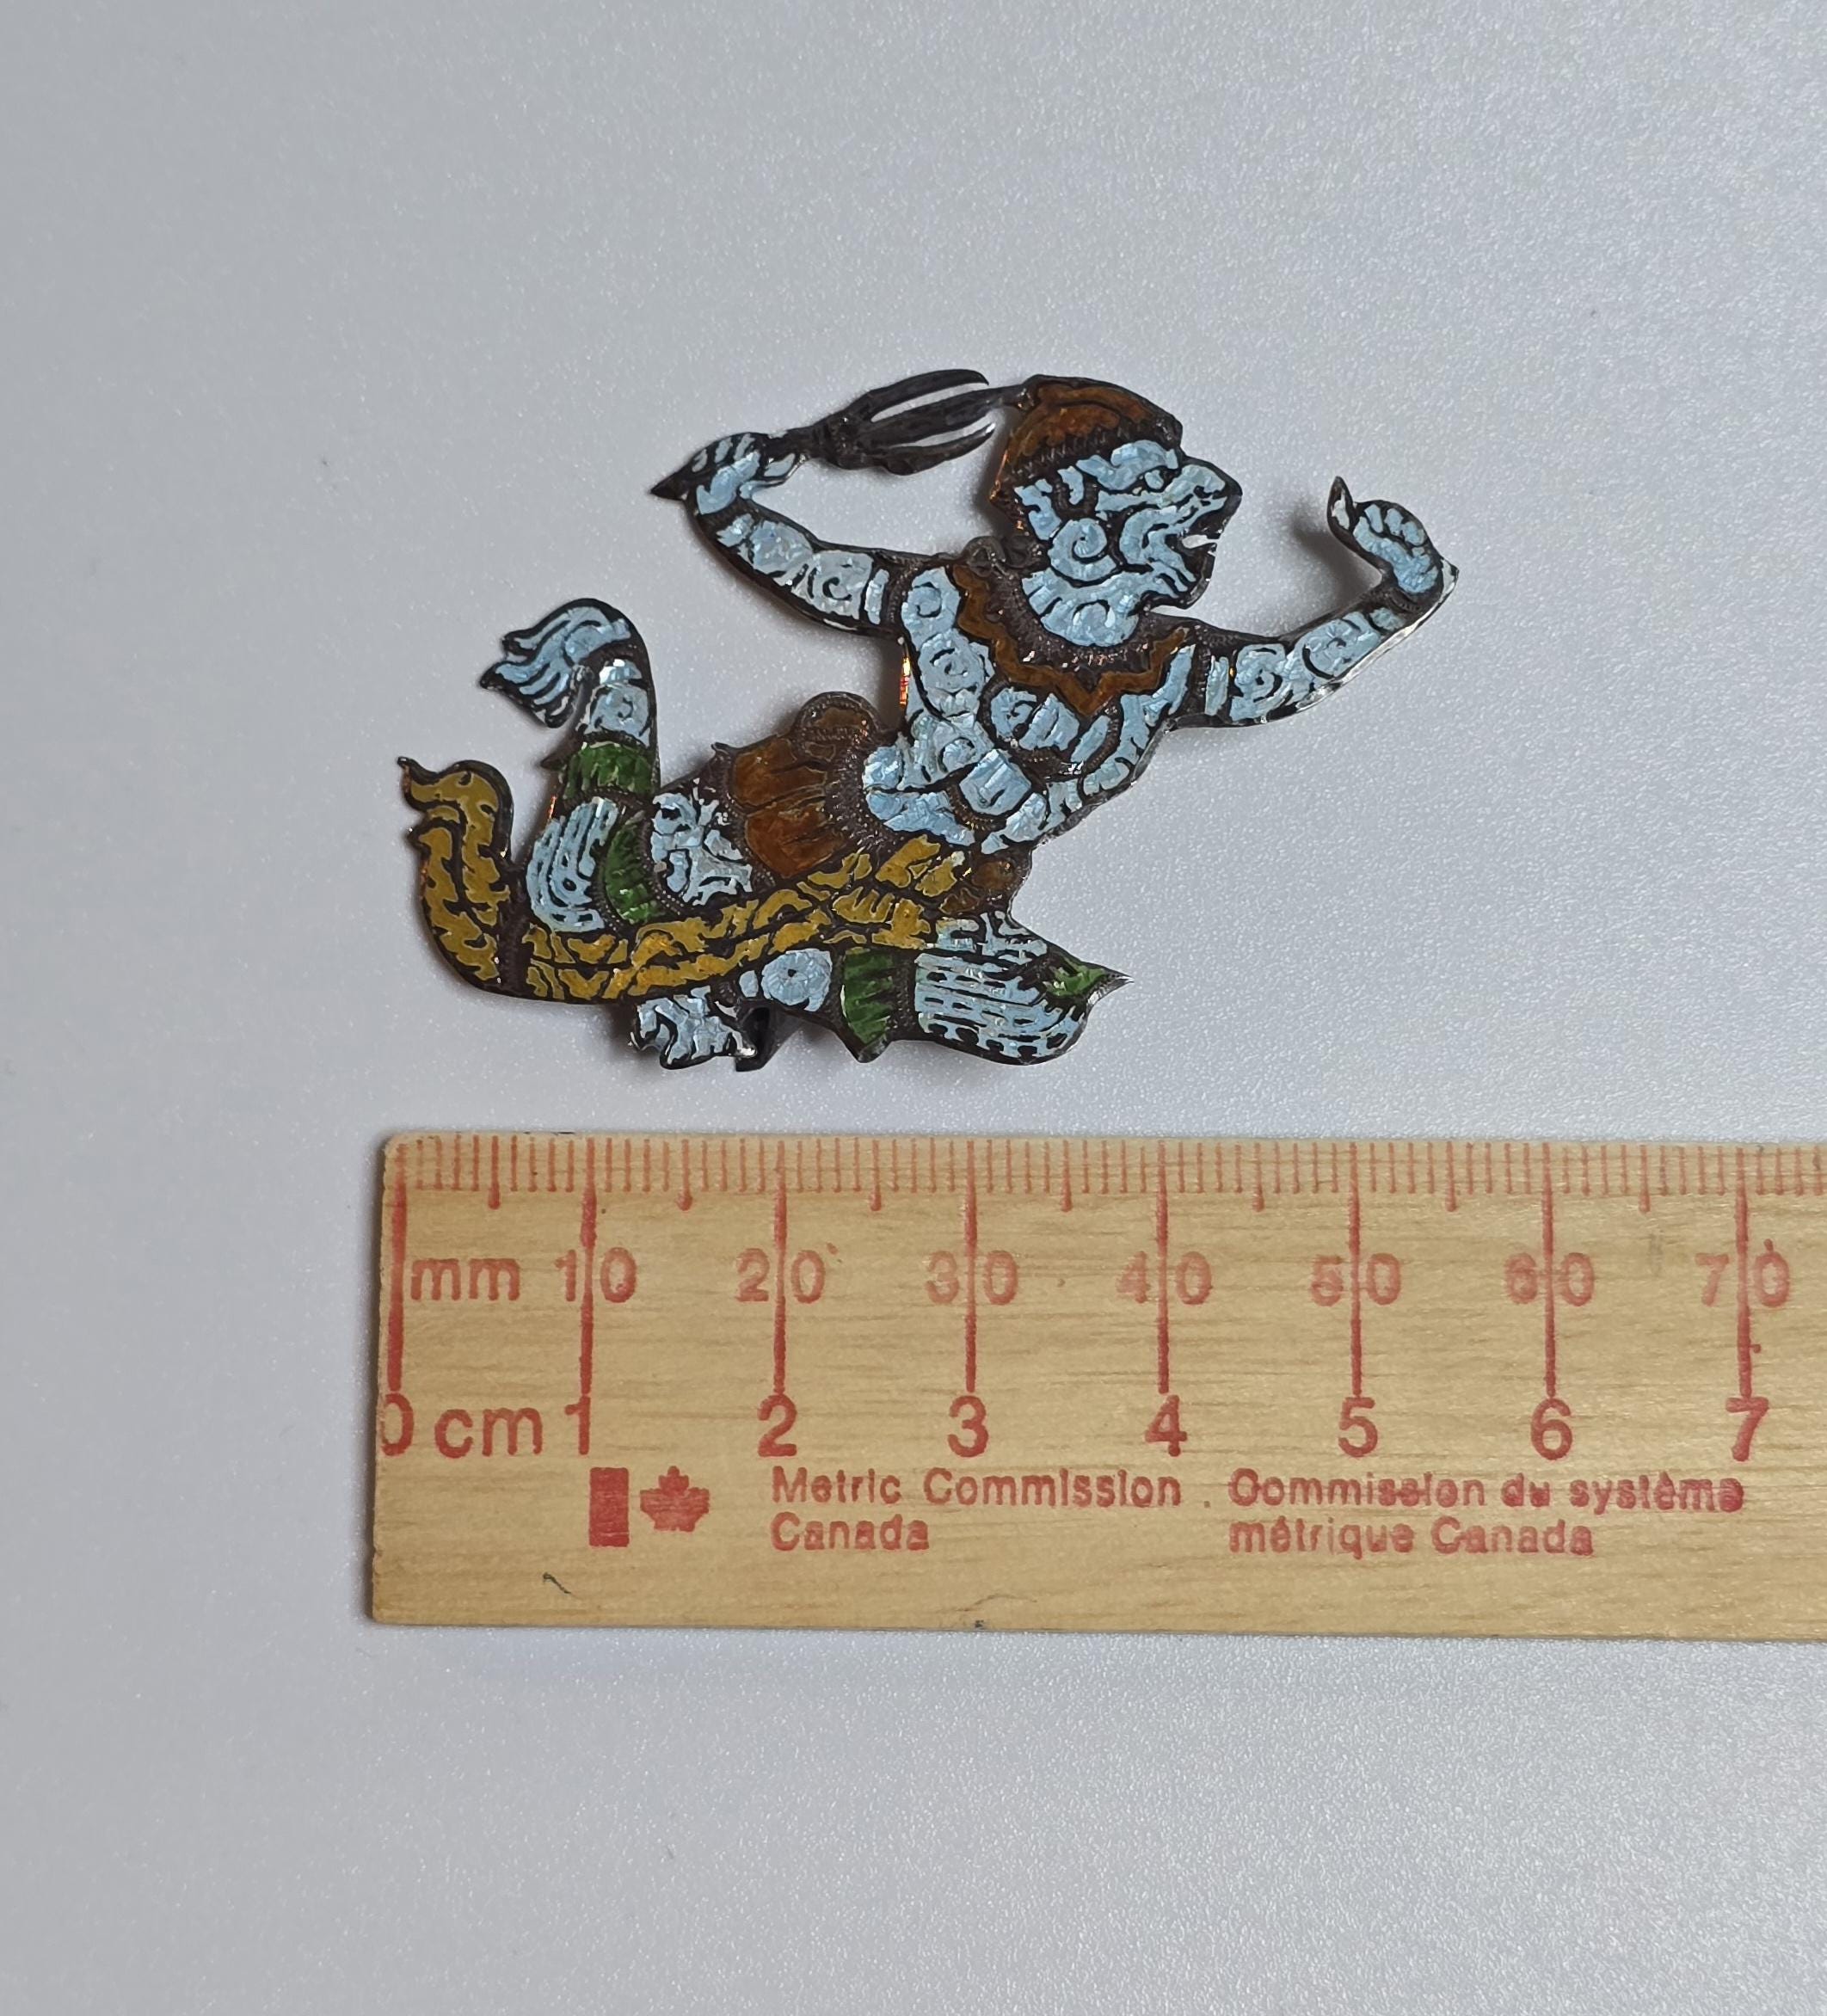 mm 10 20 30 40 50 60 70
0 cm 1 2 3 4 5 6 7
Metric Commission Commission du système
Canada métrique Canada